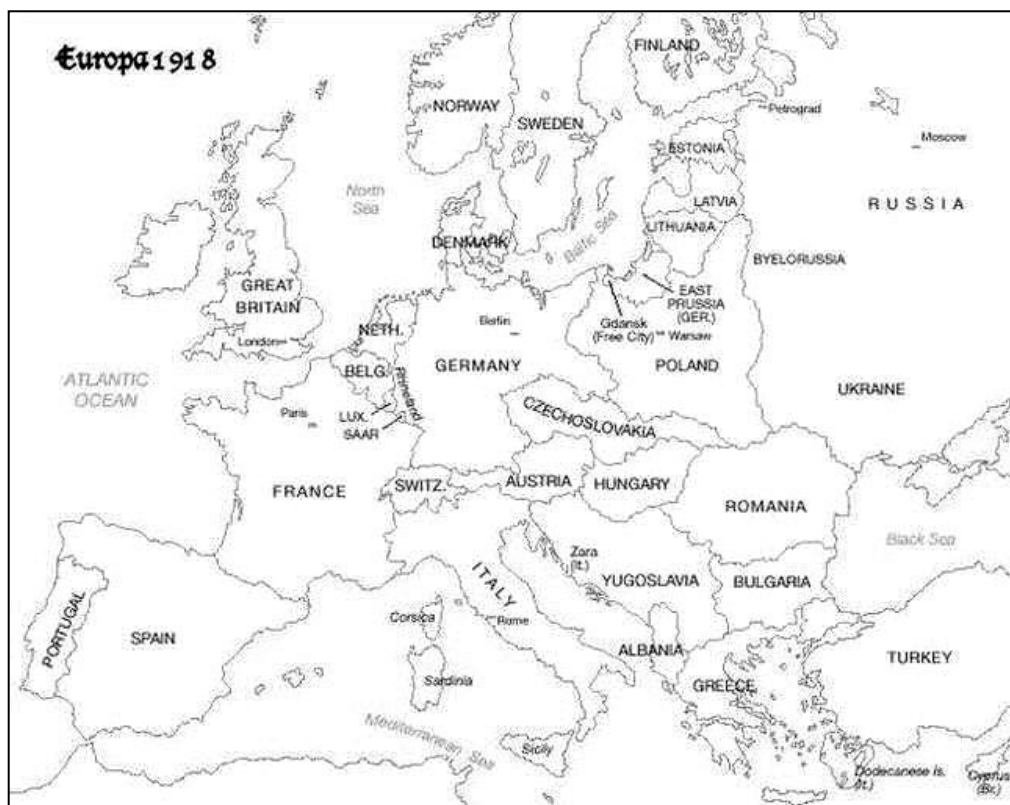 Europa 1918
FINLAND
NORWAY
SWEDEN
Petrograd
Moscow
ESTONIA
North
Sea
LATVIA
RUSSIA
LITHUANIA
Baltic Sea
DENMARK
BYELORUSSIA
GREAT
BRITAIN
EAST
PRUSSIA
(GER.)
Gdansk
(Free City)
Warsaw
London
NETH.
Berlin
GERMANY
POLAND
BELG.
Rhineland
ATLANTIC
OCEAN
UKRAINE
Paris
LUX.
SAAR
CZECHOSLOVAKIA
FRANCE
SWITZ.
AUSTRIA
HUNGARY
ROMANIA
Black Sea
Zara
(It.)
ITALY
YUGOSLAVIA
BULGARIA
PORTUGAL
SPAIN
Corsica
Rome
ALBANIA
TURKEY
Sardinia
GREECE
Mediterranean Sea
Sicily
Dodecanese Is.
(It.)
Cyprus
(Br.)